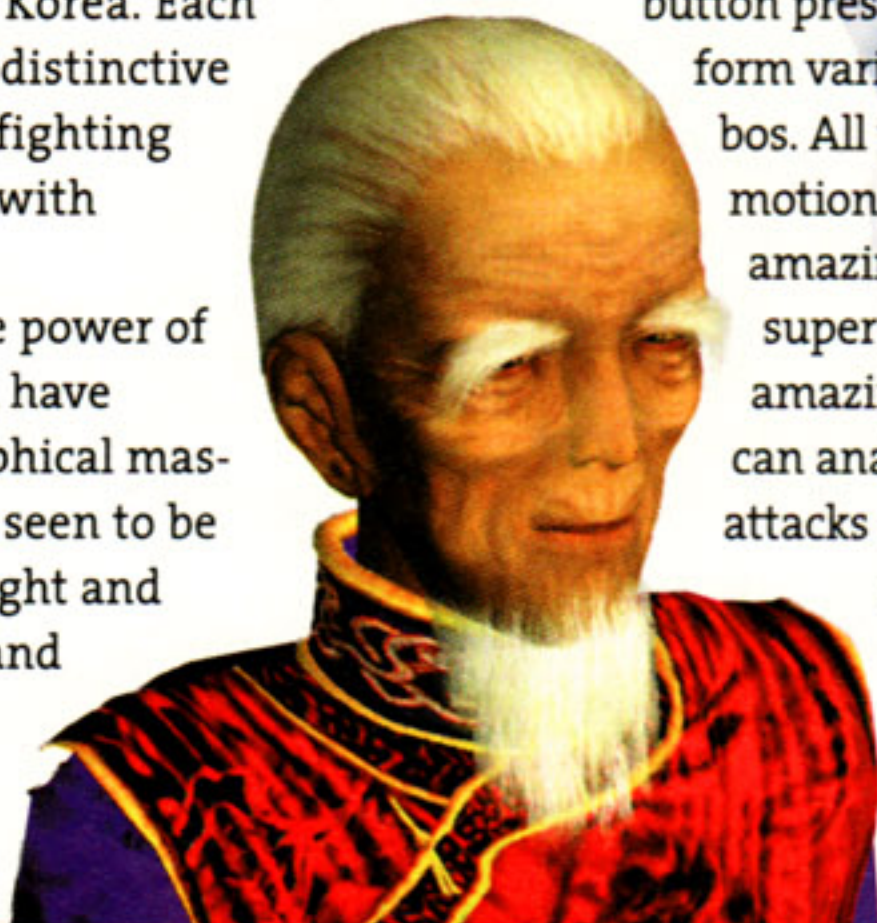 Korea. Each
distinctive
fighting
with
power of
have
phical mas-
seen to be
ght and
and
button pres
form vari
bos. All
motion
amazi
super
amazi
can ana
attacks